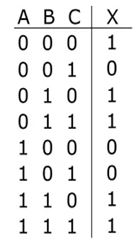 A B C X
0 0 0 1
0 0 1 0
0 1 0 1
0 1 1 1
1 0 0 0
1 0 1 0
1 1 0 1
1 1 1 1